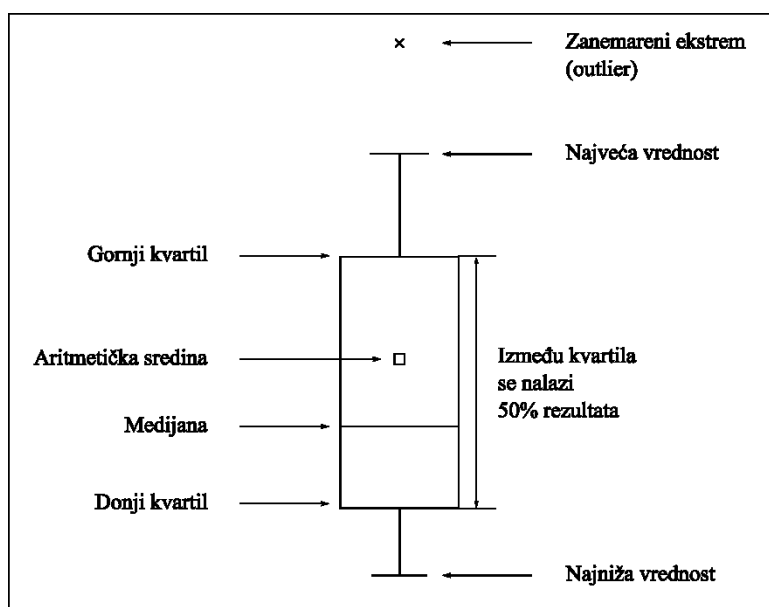 Zanemareni ekstrem
(outlier)
Najveća vrednost
Gornji kvartil
Aritmetička sredina
Između kvartila
se nalazi
50% rezultata
Medijana
Donji kvartil
Najniža vrednost